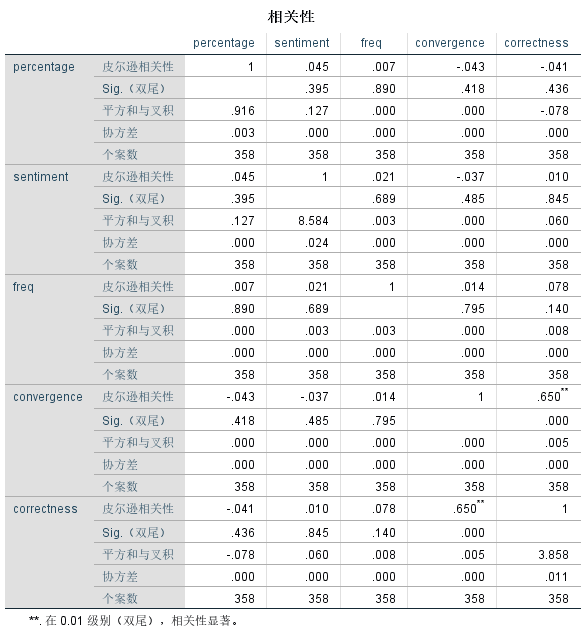 相关性
percentage sentiment freq convergence correctness
percentage 皮尔逊相关性 1 .045 .007 -.043 -.041
Sig.（双尾） .395 .890 .418 .436
平方和与叉积 .916 .127 .000 .000 -.078
协方差 .003 .000 .000 .000 .000
个案数 358 358 358 358 358
sentiment 皮尔逊相关性 .045 1 .021 -.037 .010
Sig.（双尾） .395 .689 .485 .845
平方和与叉积 .127 8.584 .003 .000 .060
协方差 .000 .024 .000 .000 .000
个案数 358 358 358 358 358
freq 皮尔逊相关性 .007 .021 1 .014 .078
Sig.（双尾） .890 .689 .795 .140
平方和与叉积 .000 .003 .003 .000 .008
协方差 .000 .000 .000 .000 .000
个案数 358 358 358 358 358
convergence 皮尔逊相关性 -.043 -.037 .014 1 .650**
Sig.（双尾） .418 .485 .795 .000
平方和与叉积 .000 .000 .000 .000 .005
协方差 .000 .000 .000 .000 .000
个案数 358 358 358 358 358
correctness 皮尔逊相关性 -.041 .010 .078 .650** 1
Sig.（双尾） .436 .845 .140 .000
平方和与叉积 -.078 .060 .008 .005 3.858
协方差 .000 .000 .000 .000 .011
个案数 358 358 358 358 358
**. 在 0.01 级别（双尾），相关性显著。